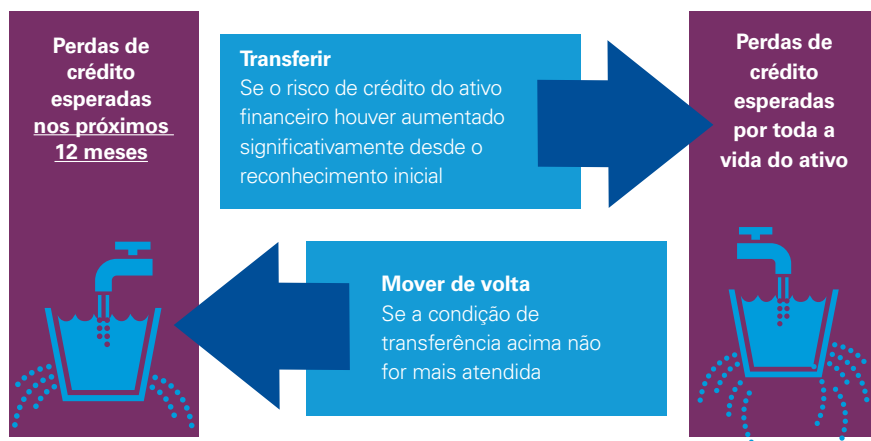 Perdas de
crédito
esperadas
nos próximos
12 meses
Transferir
Se o risco de crédito do ativo
financeiro houver aumentado
significativamente desde o
reconhecimento inicial
Perdas de
crédito
esperadas
por toda a
vida do ativo
Mover de volta
Se a condição de
transferência acima não
for mais atendida